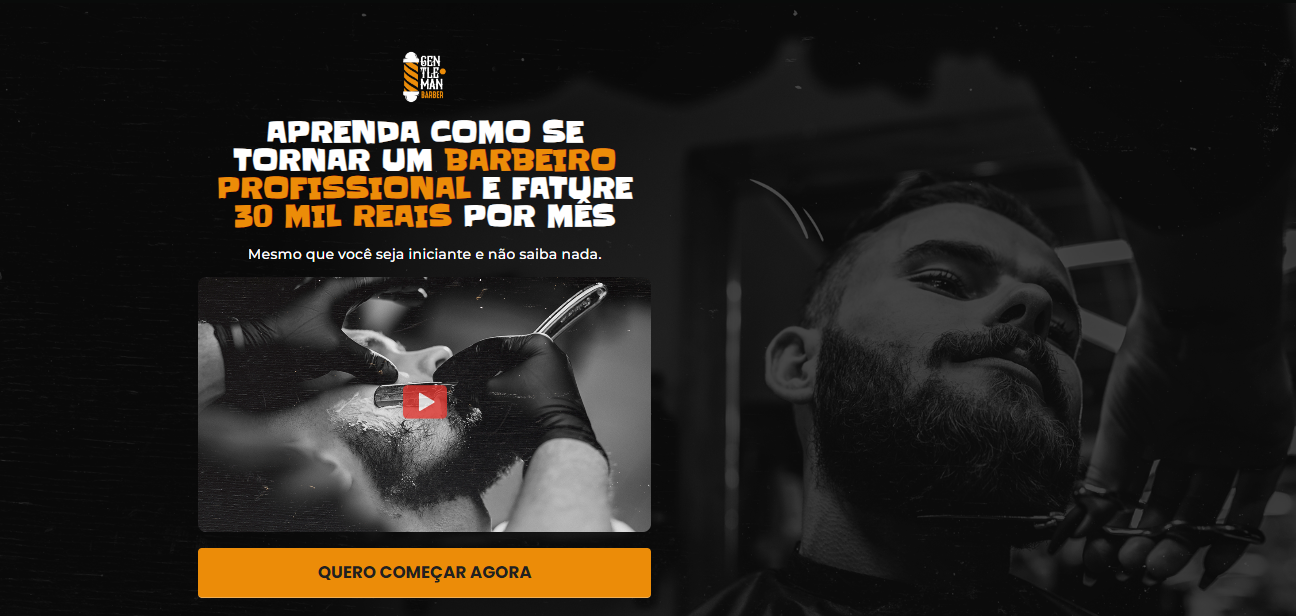 GEN
TLE
MAN
BARBER
APRENDA COMO SE
TORNAR UM BARBEIRO
PROFISSIONAL E FATURE
30 MIL REAIS POR MÊS
Mesmo que você seja iniciante e não saiba nada.
QUERO COMEÇAR AGORA